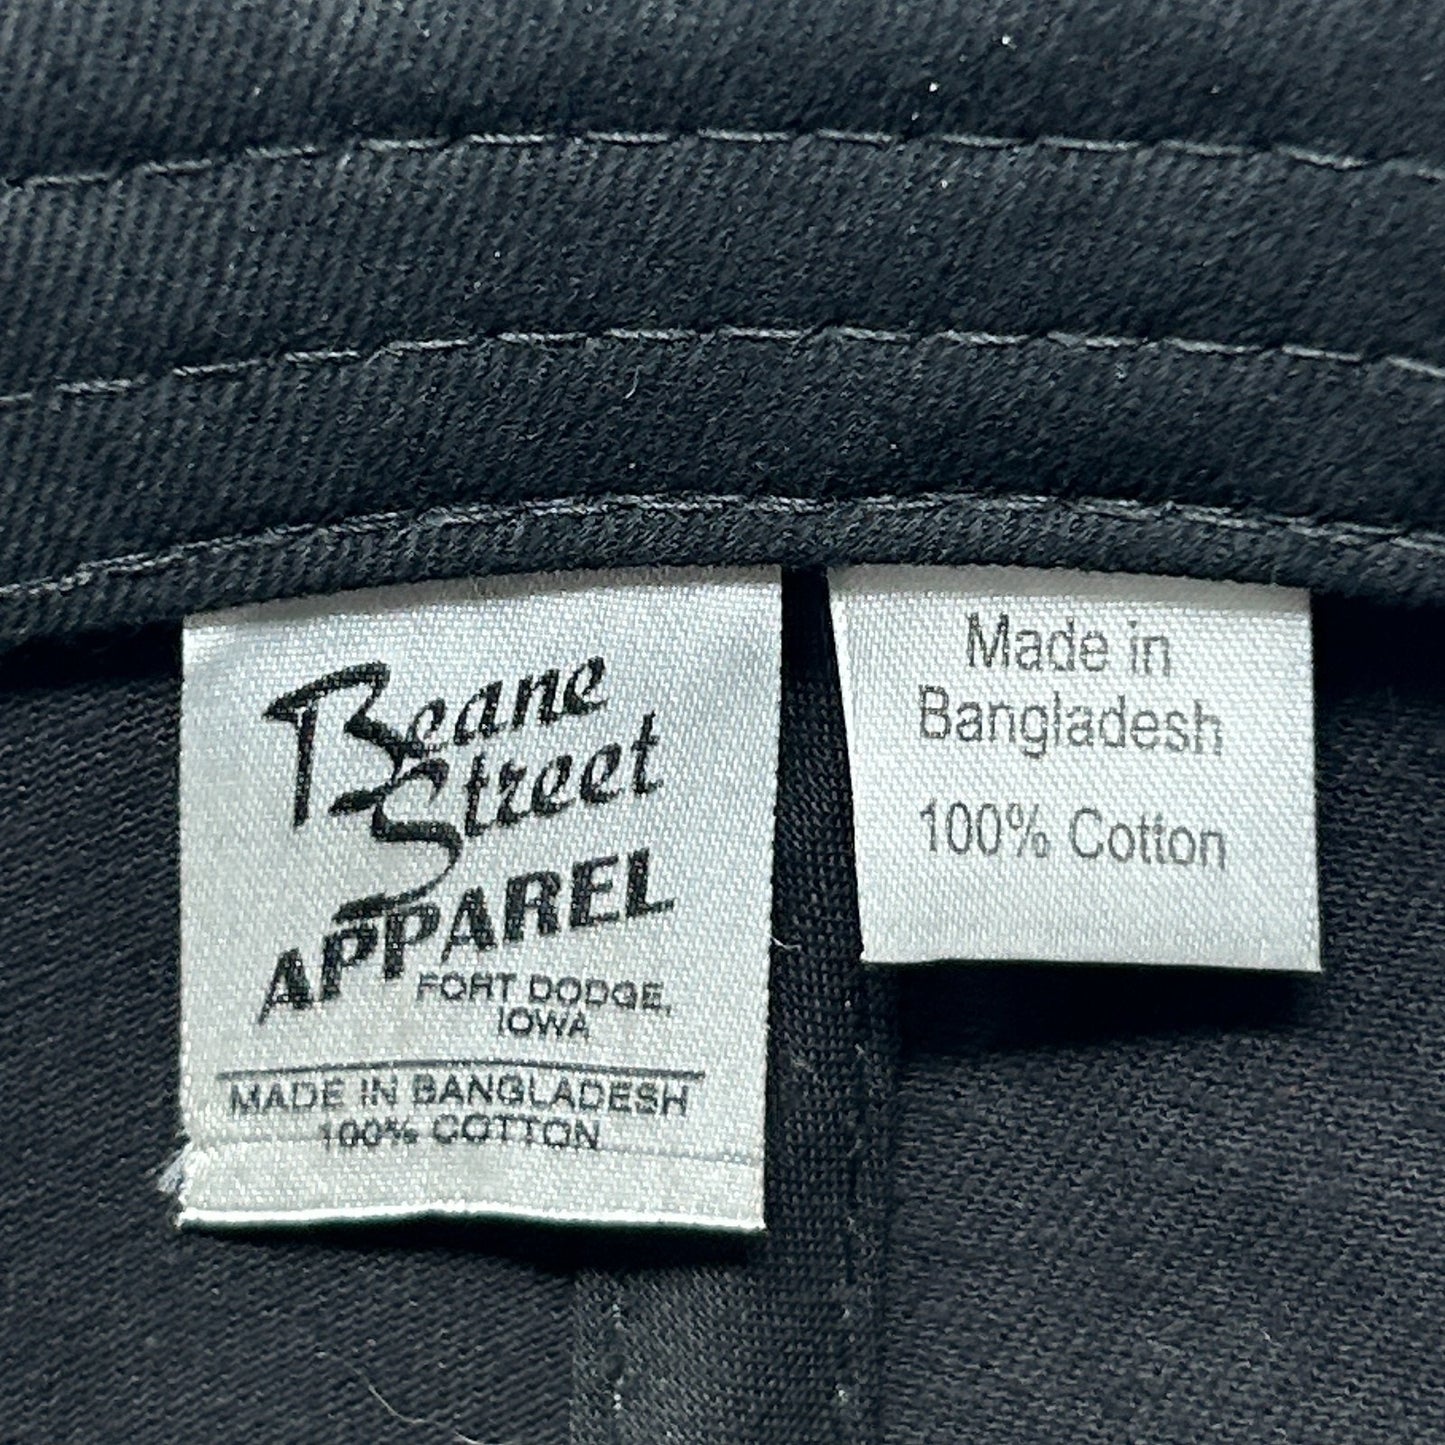 Beane
Street
APPAREL
FORT DODGE,
IOWA
MADE IN BANGLADESH
100% COTTON
Made in
Bangladesh
100% Cotton